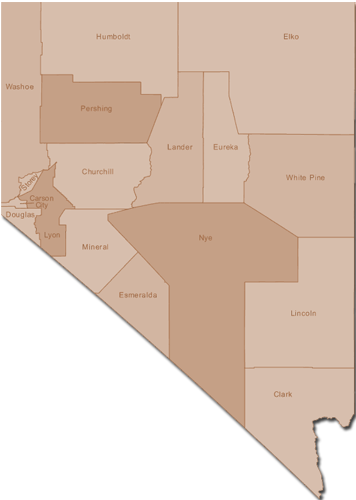 Humboldt
Elko
Washoe
Pershing
Lander
Eureka
Churchill
White Pine
Storey
Carson
City
Douglas
Lyon
Mineral
Nye
Esmeralda
Lincoln
Clark